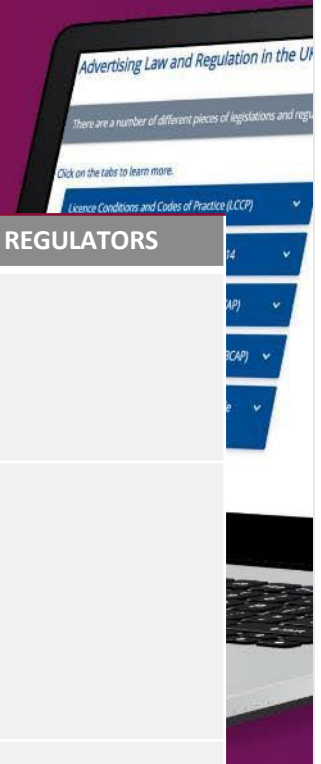 Advertising Law and Regulation in the UK
There are a number of different pieces of legislations and regu
Click on the tabs to learn more.
Licence Conditions and Codes of Practice (LCCP)
REGULATORS
14
AP)
BCAP)